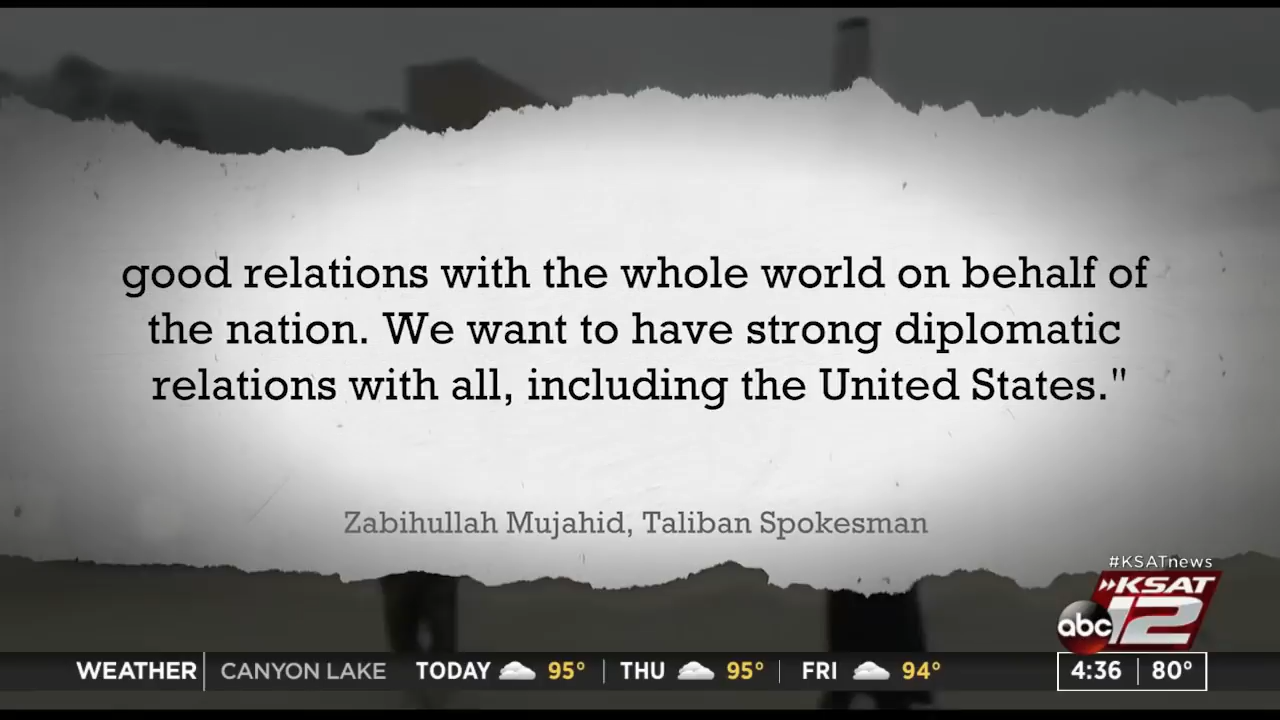 good relations with the whole world on behalf of
the nation. We want to have strong diplomatic
relations with all, including the United States."
Zabihullah Mujahid, Taliban Spokesman
#KSATnews
KSAT
abc 12
WEATHER CANYON LAKE TODAY 95° THU 95° FRI 94° 4:36 80°